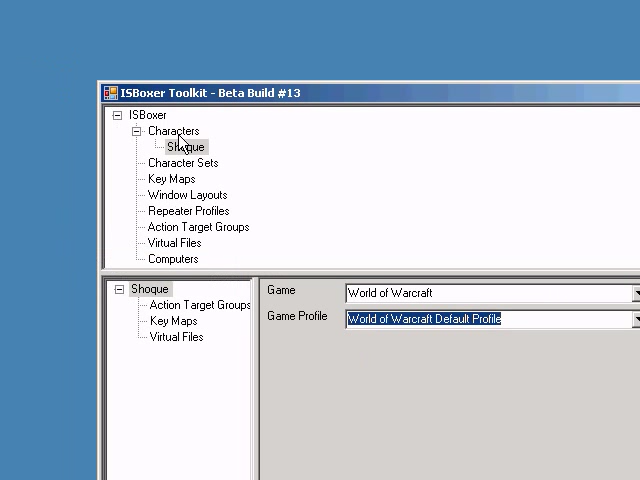 ISBoxer Toolkit - Beta Build #13
ISBoxer
Characters
Shoque
Character Sets
Key Maps
Window Layouts
Repeater Profiles
Action Target Groups
Virtual Files
Computers
Shoque
Action Target Groups
Key Maps
Virtual Files
Game
World of Warcraft
Game Profile
World of Warcraft Default Profile